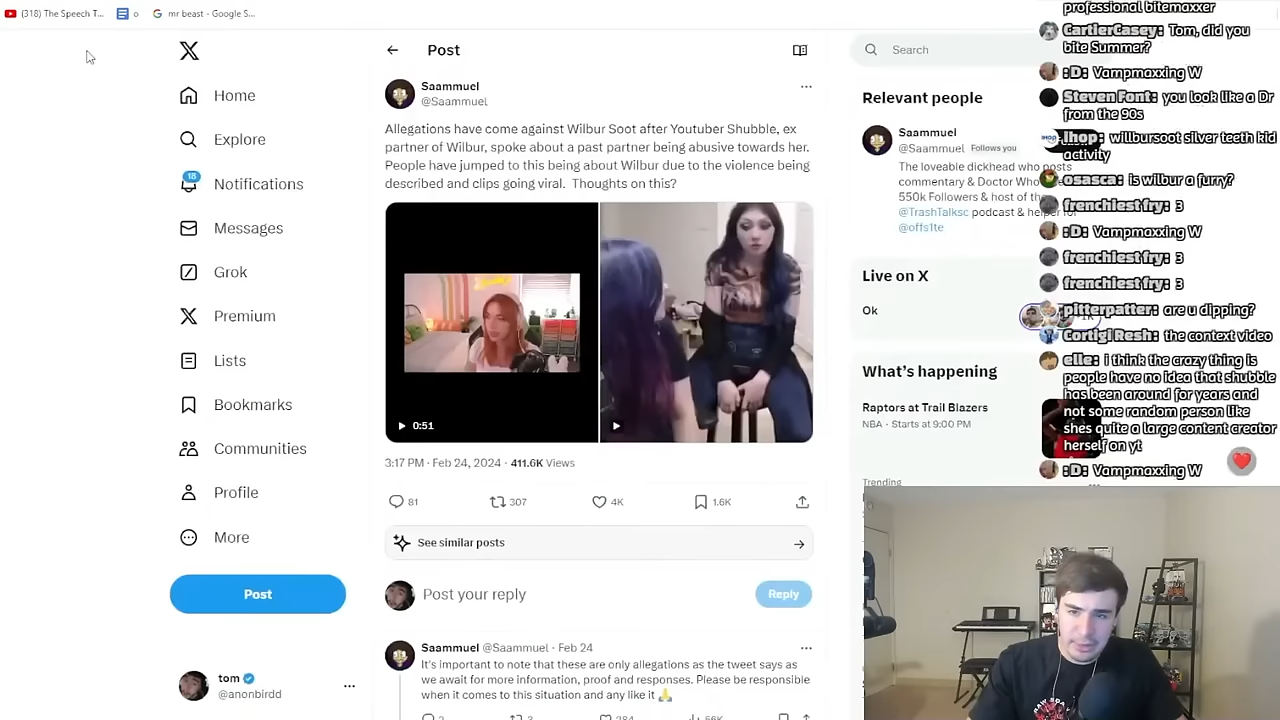 (318) The Speech T...
o
mr beast - Google S...
Home
Explore
18
Notifications
Messages
Grok
Premium
Lists
Bookmarks
Communities
Profile
More
Post
tom
@anonbirdd
Post
Saammuel
@Saammuel
Allegations have come against Wilbur Soot after Youtuber Shubble, ex
partner of Wilbur, spoke about a past partner being abusive towards her.
People have jumped to this being about Wilbur due to the violence being
described and clips going viral.  Thoughts on this?
0:51
3:17 PM · Feb 24, 2024 · 411.6K Views
81
307
4K
1.6K
See similar posts
Post your reply
Reply
Saammuel @Saammuel · Feb 24
It's important to note that these are only allegations as the tweet says as
we await for more information, proof and responses. Please be responsible
when it comes to this situation and any like it 🙏
Search
Relevant people
Saammuel
@Saammuel Follows you
The loveable dickhead who posts
commentary & Doctor Who
550k Followers & host of the
@TrashTalksc podcast & helper for
@offs1te
Live on X
Ok
What's happening
Raptors at Trail Blazers
NBA · Starts at 9:00 PM
Trending
professional bitemaxxer
CartierCasey: Tom, did you
bite Summer?
:D: Vampmaxxing W
Steven Font: you look like a Dr
from the 90s
Ihop: willbursoot silver teeth kid
activity
osasca: is wilbur a furry?
frenchiest fry: 3
:D: Vampmaxxing W
frenchiest fry: 3
frenchiest fry: 3
pitterpatter: are u dipping?
Cortigi Resh: the context video
elle: i think the crazy thing is
people have no idea that shubble
has been around for years and
not some random person like
shes quite a large content creator
herself on yt
:D: Vampmaxxing W